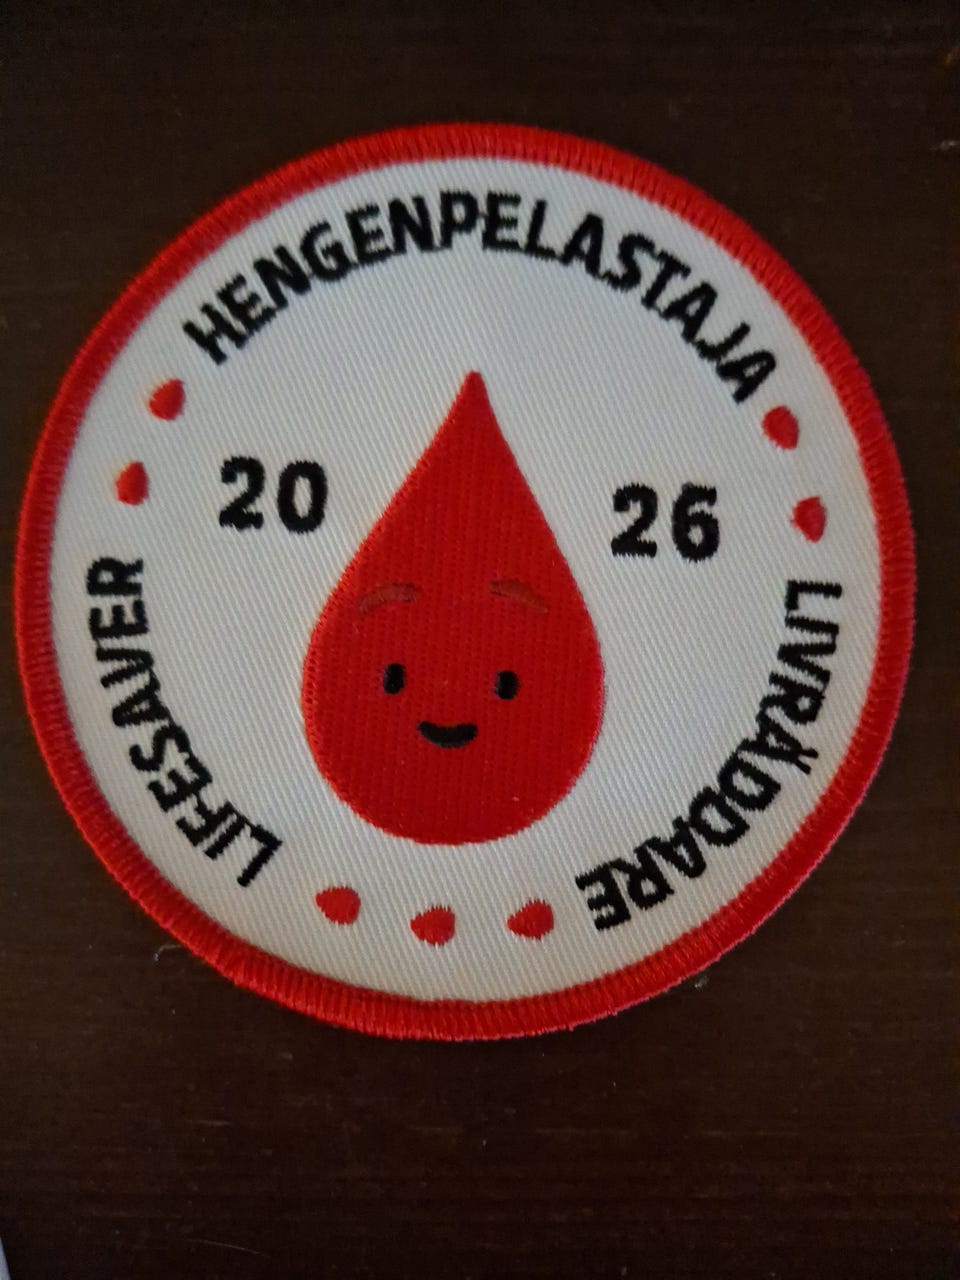 HENGENPELASTAJA
20 26
LIVRÄDDARE
LIFESAVER